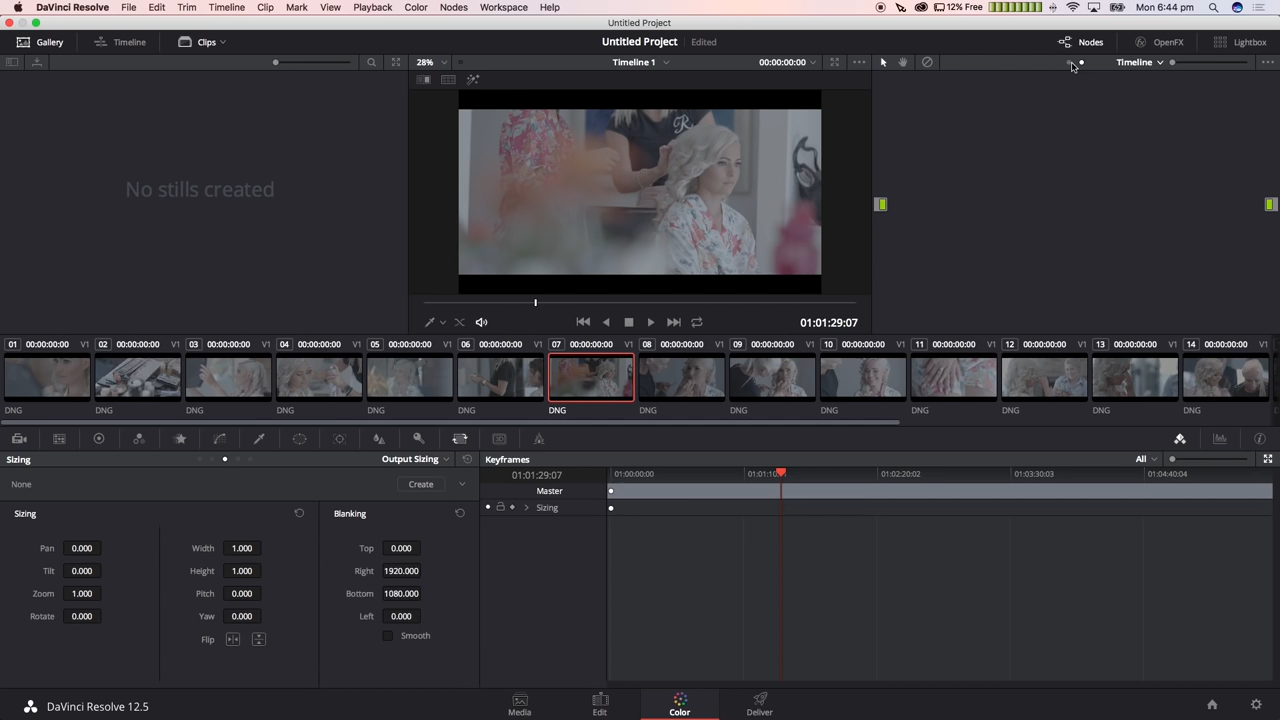 DaVinci Resolve File Edit Trim Timeline Clip Mark View Playback Color Nodes Workspace Help 12% Free Mon 6:44 pm
Untitled Project
Gallery Timeline Clips Untitled Project Edited Nodes OpenFX Lightbox
28% Timeline 1 00:00:00:00 Timeline
R
No stills created
01:01:29:07
01 00:00:00:00 V1 02 00:00:00:00 V1 03 00:00:00:00 V1 04 00:00:00:00 V1 05 00:00:00:00 V1 06 00:00:00:00 V1 07 00:00:00:00 V1 08 00:00:00:00 V1 09 00:00:00:00 V1 10 00:00:00:00 V1 11 00:00:00:00 V1 12 00:00:00:00 V1 13 00:00:00:00 V1 14 00:00:00:00 V1
DNG DNG DNG DNG DNG DNG DNG DNG DNG DNG DNG DNG DNG DNG
Sizing Output Sizing Keyframes All
None Create
01:01:29:07 01:00:00:00 01:01:10: 01:02:20:02 01:03:30:03 01:04:40:04
Master
Sizing
Sizing Blanking
Pan 0.000 Width 1.000 Top 0.000
Tilt 0.000 Height 1.000 Right 1920.000
Zoom 1.000 Pitch 0.000 Bottom 1080.000
Rotate 0.000 Yaw 0.000 Left 0.000
Flip Smooth
DaVinci Resolve 12.5 Media Edit Color Deliver